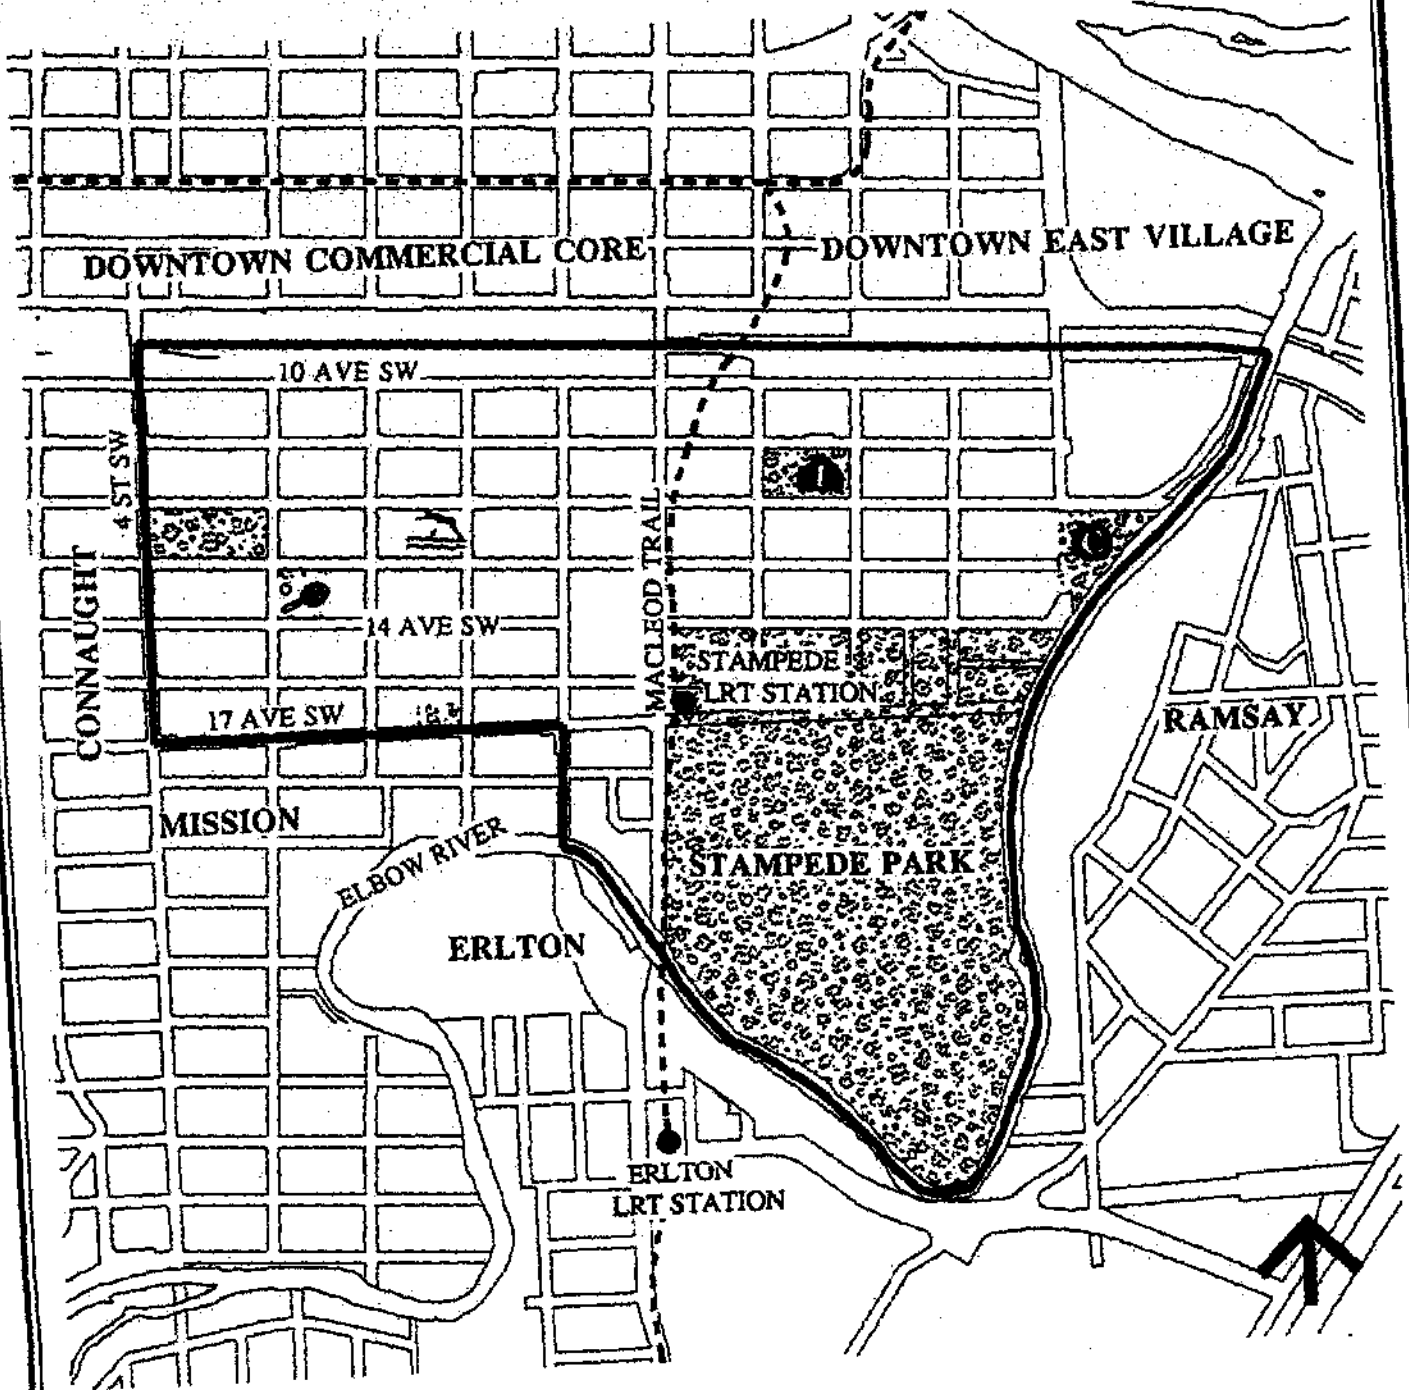 DOWNTOWN COMMERCIAL CORE
DOWNTOWN EAST VILLAGE
10 AVE SW
4 ST SW
CONNAUGHT
MACLEOD TRAIL
14 AVE SW
STAMPEDE
LRT STATION
17 AVE SW
RAMSAY
MISSION
ELBOW RIVER
STAMPEDE PARK
ERLTON
ERLTON
LRT STATION